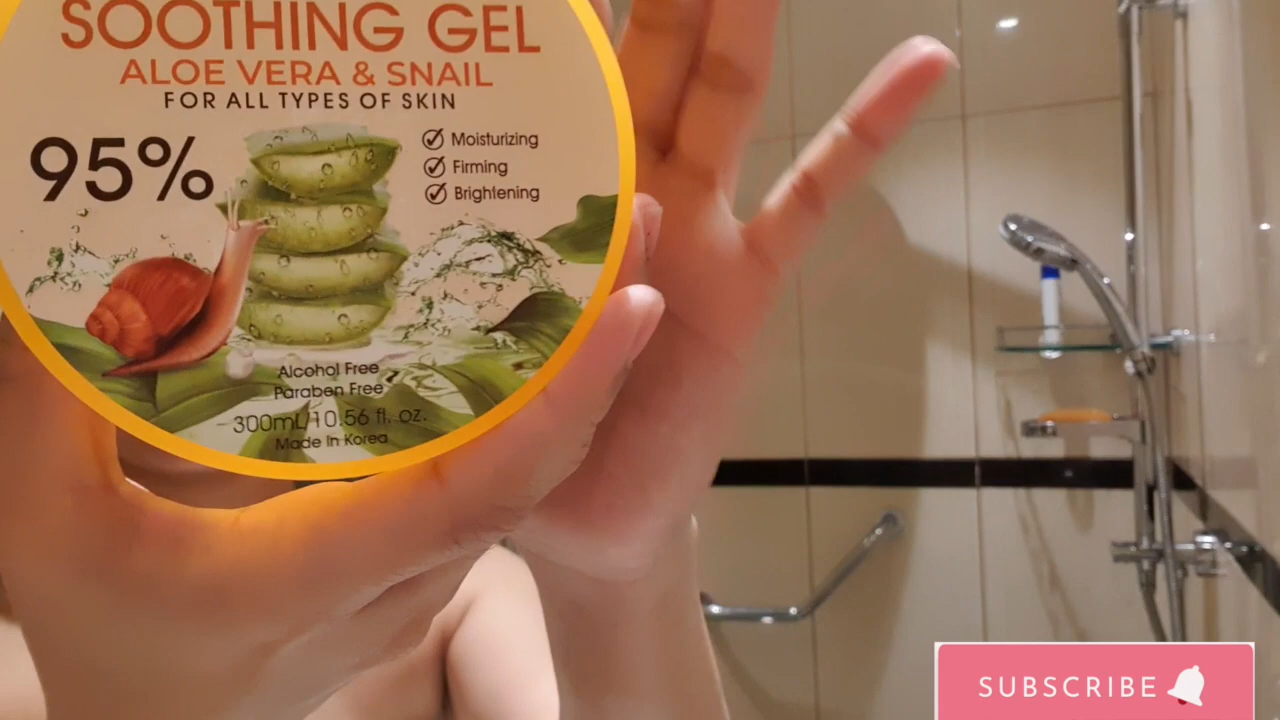 SOOTHING GEL
ALOE VERA & SNAIL
FOR ALL TYPES OF SKIN
95%
Moisturizing
Firming
Brightening
Alcohol Free
Paraben Free
300mL/10.56 fl. oz.
Made In Korea
SUBSCRIBE